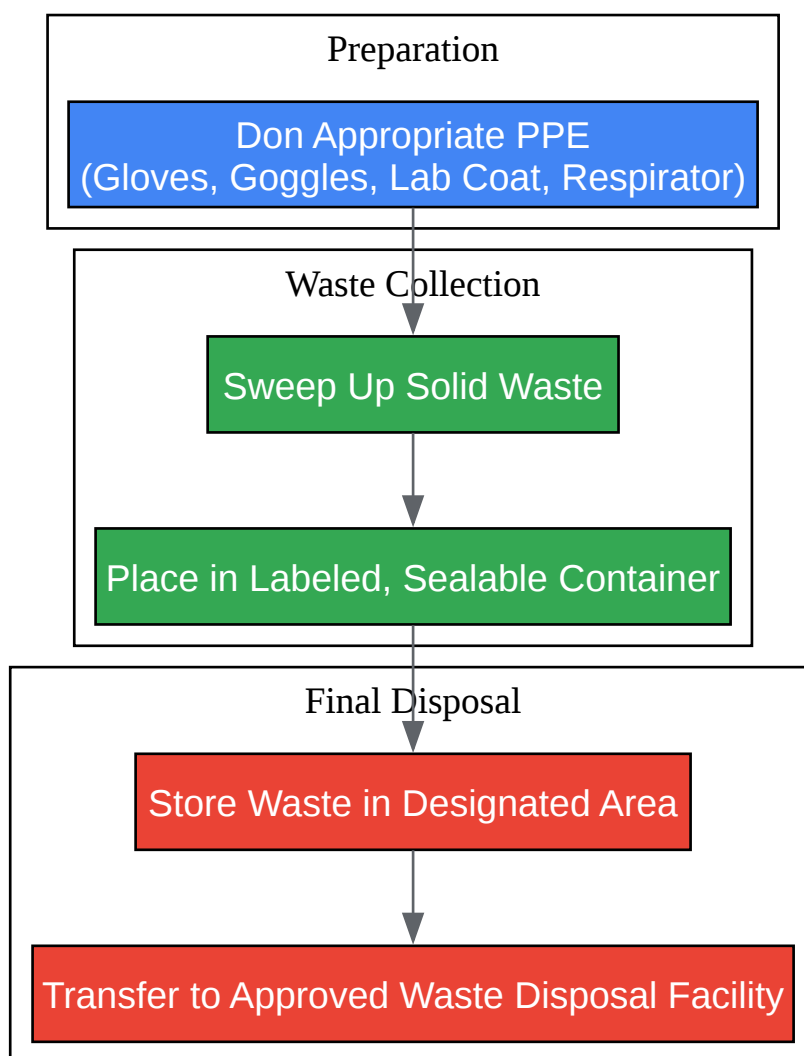 Preparation
Don Appropriate PPE
(Gloves, Goggles, Lab Coat, Respirator)
Waste Collection
Sweep Up Solid Waste
Place in Labeled, Sealable Container
Final Disposal
Store Waste in Designated Area
Transfer to Approved Waste Disposal Facility